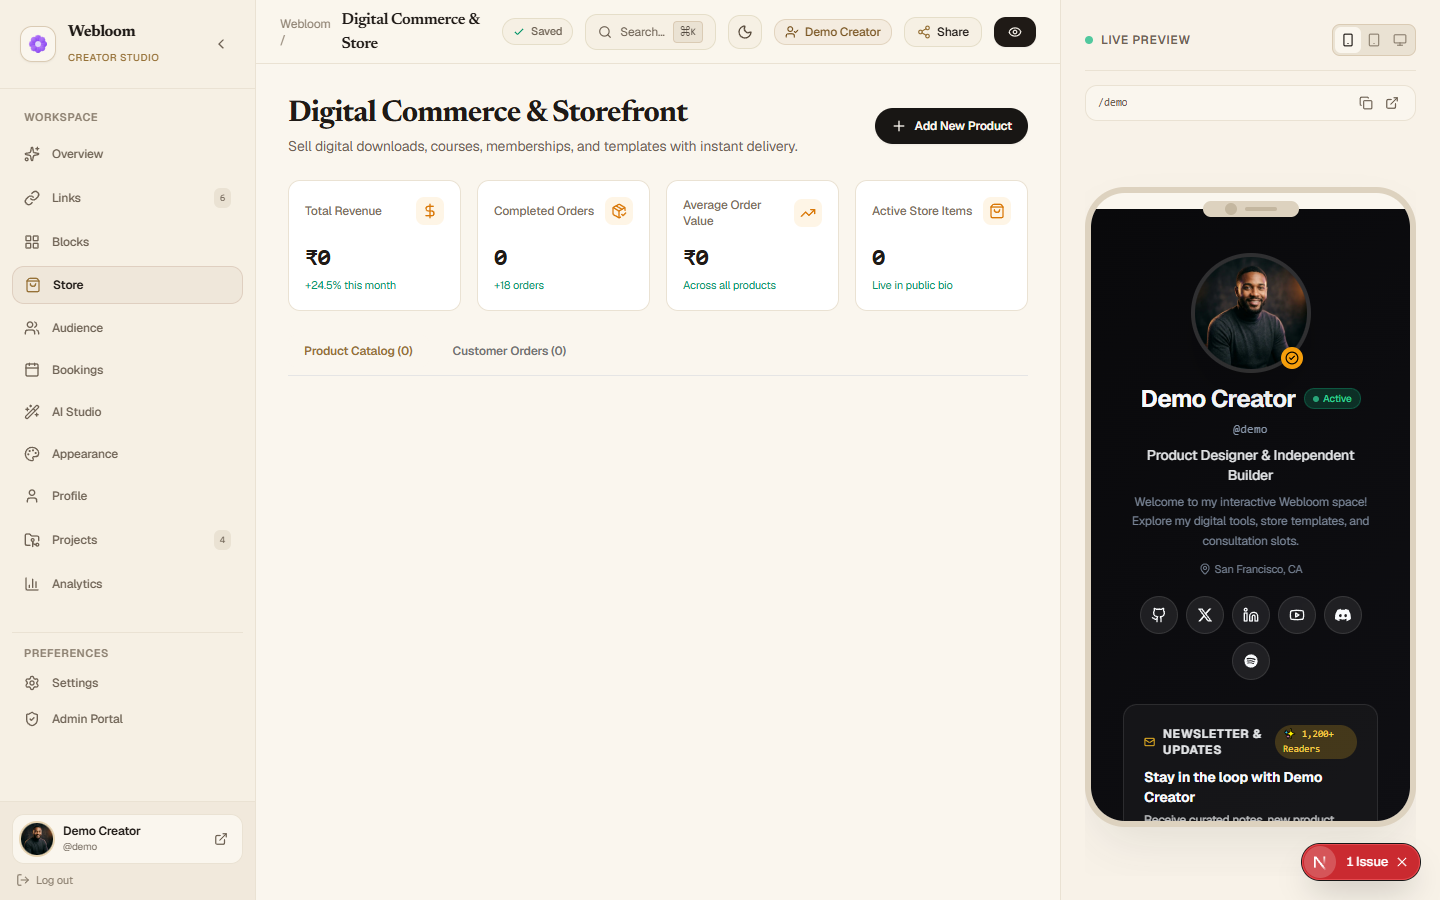 Webloom
CREATOR STUDIO
WORKSPACE
Overview
Links
6
Blocks
Store
Audience
Bookings
AI Studio
Appearance
Profile
Projects
4
Analytics
PREFERENCES
Settings
Admin Portal
Demo Creator
@demo
Log out
Webloom
/
Digital Commerce &
Store
Saved
Search...
⌘K
Demo Creator
Share
Digital Commerce & Storefront
Sell digital downloads, courses, memberships, and templates with instant delivery.
Add New Product
Total Revenue
₹0
+24.5% this month
Completed Orders
0
+18 orders
Average Order
Value
₹0
Across all products
Active Store Items
0
Live in public bio
Product Catalog (0)
Customer Orders (0)
LIVE PREVIEW
/demo
Demo Creator
Active
@demo
Product Designer & Independent
Builder
Welcome to my interactive Webloom space!
Explore my digital tools, store templates, and
consultation slots.
San Francisco, CA
NEWSLETTER &
UPDATES
✨ 1,200+
Readers
Stay in the loop with Demo
Creator
Receive curated notes, new product
1 Issue